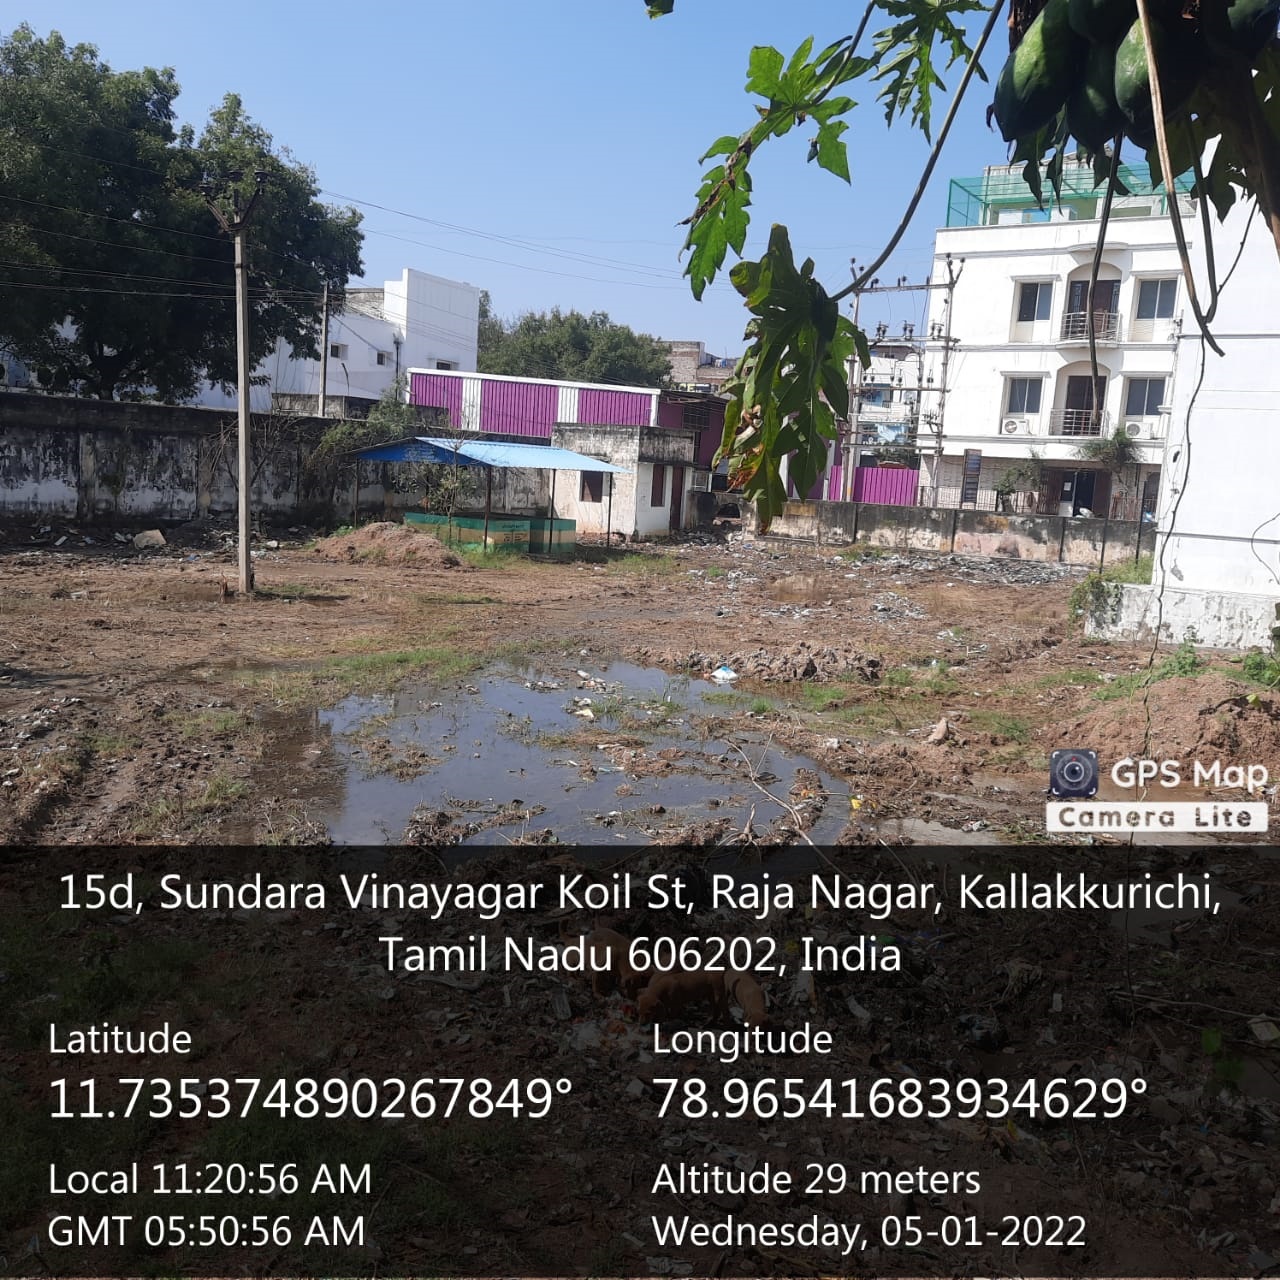 GPS Map
Camera Lite
15d, Sundara Vinayagar Koil St, Raja Nagar, Kallakkurichi,
Tamil Nadu 606202, India
Latitude
11.735374890267849°
Longitude
78.96541683934629°
Local 11:20:56 AM
GMT 05:50:56 AM
Altitude 29 meters
Wednesday, 05-01-2022